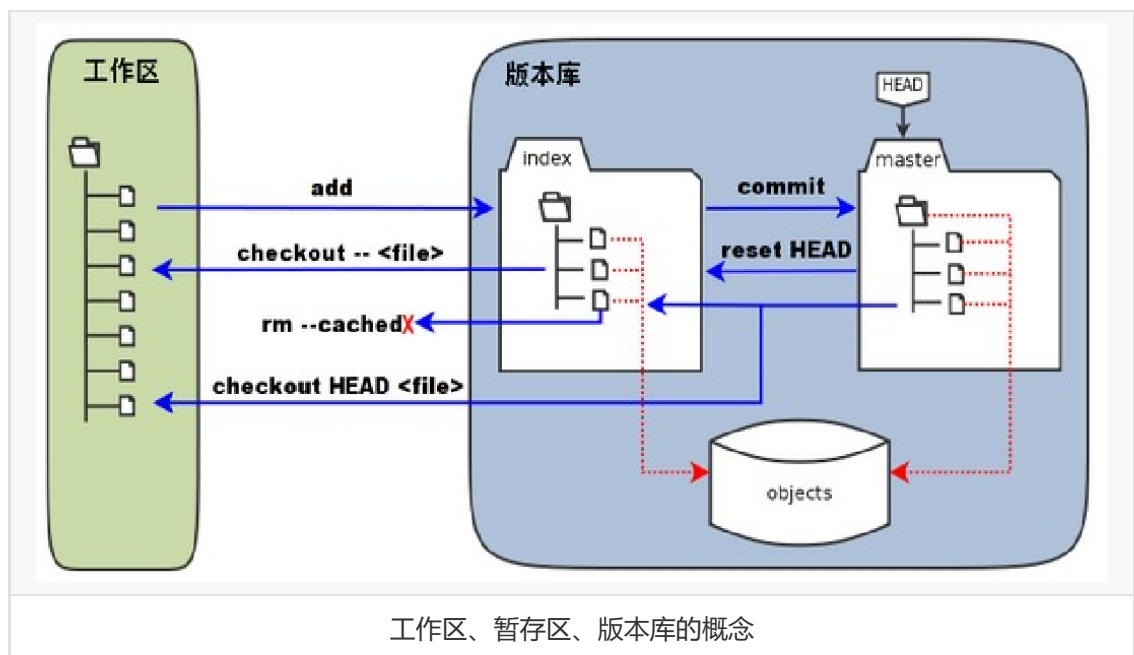 工作区
版本库
HEAD
index
master
add
commit
checkout -- <file>
reset HEAD
rm --cachedX
checkout HEAD <file>
objects
工作区、暂存区、版本库的概念